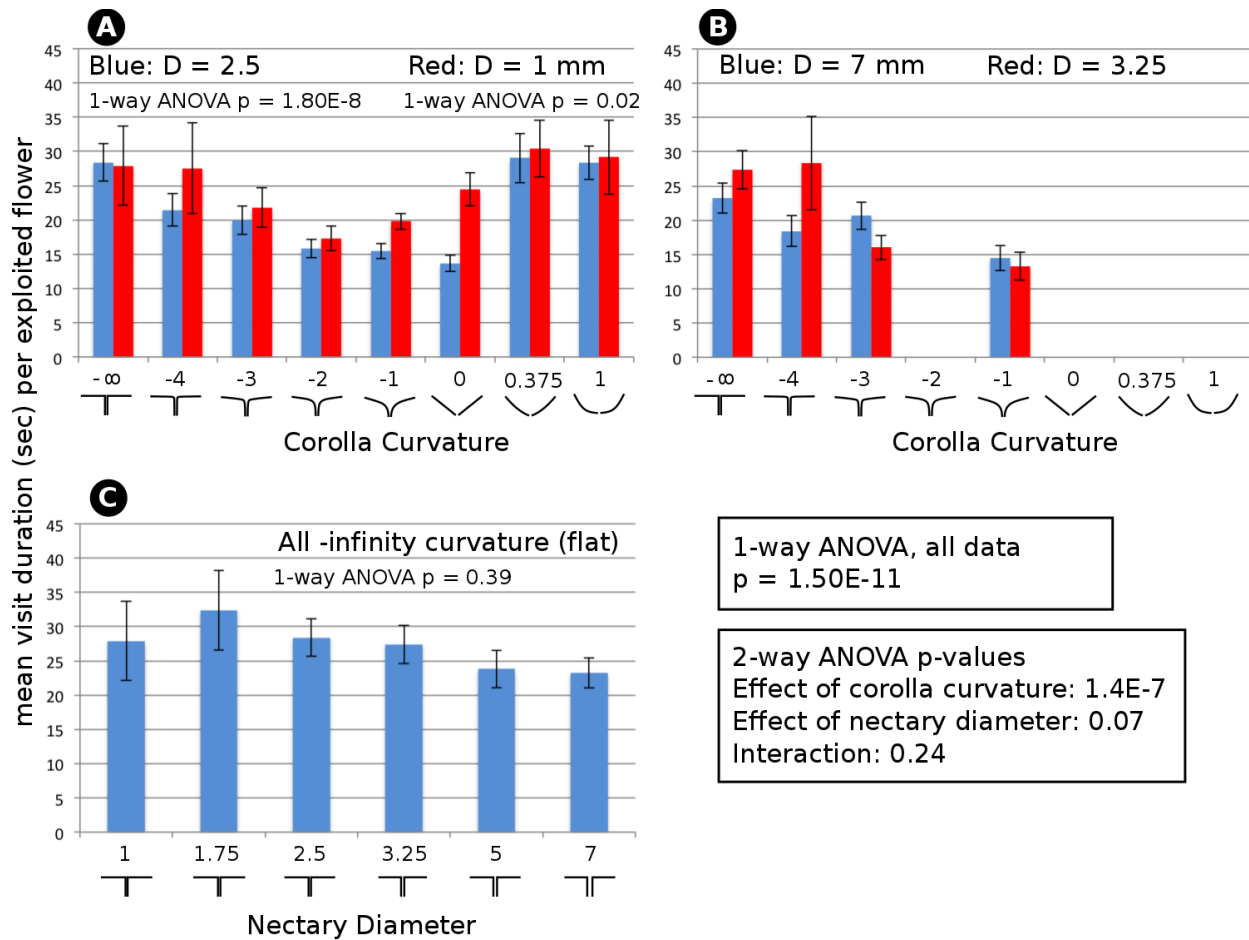 A
Blue: D = 2.5 Red: D = 1 mm
1-way ANOVA p = 1.80E-8 1-way ANOVA p = 0.02
45
40
35
30
25
20
15
10
5
0
- ∞ -4 -3 -2 -1 0 0.375 1
Corolla Curvature
B
Blue: D = 7 mm Red: D = 3.25
45
40
35
30
25
20
15
10
5
0
- ∞ -4 -3 -2 -1 0 0.375 1
Corolla Curvature
mean visit duration (sec) per exploited flower
C
All -infinity curvature (flat)
1-way ANOVA p = 0.39
45
40
35
30
25
20
15
10
5
0
1 1.75 2.5 3.25 5 7
Nectary Diameter
1-way ANOVA, all data
p = 1.50E-11
2-way ANOVA p-values
Effect of corolla curvature: 1.4E-7
Effect of nectary diameter: 0.07
Interaction: 0.24